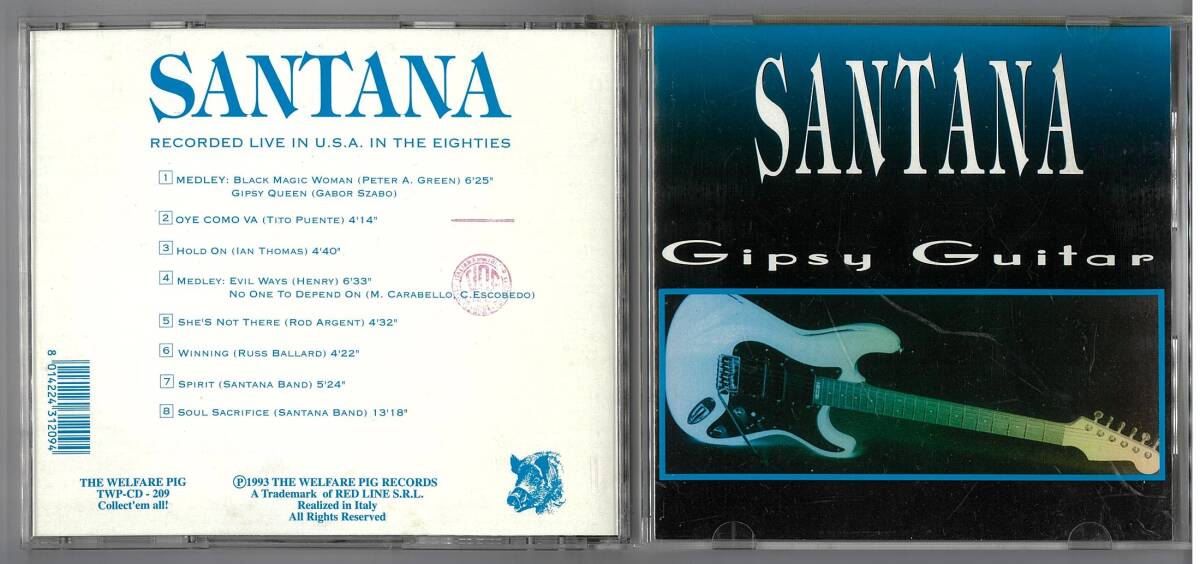 SANTANA
RECORDED LIVE IN U.S.A. IN THE EIGHTIES
1 MEDLEY: BLACK MAGIC WOMAN (PETER A. GREEN) 6'25"
GIPSY QUEEN (GABOR SZABO)
2 OYE COMO VA (TITO PUENTE) 4'14"
3 HOLD ON (IAN THOMAS) 4'40"
4 MEDLEY: EVIL WAYS (HENRY) 6'33"
NO ONE TO DEPEND ON (M. CARABELLO, C.ESCOBEDO)
5 SHE'S NOT THERE (ROD ARGENT) 4'32"
6 WINNING (RUSS BALLARD) 4'22"
7 SPIRIT (SANTANA BAND) 5'24"
8 SOUL SACRIFICE (SANTANA BAND) 13'18"
8 014224 312094
THE WELFARE PIG
TWP-CD - 209
Collect'em all!
Ⓟ1993 THE WELFARE PIG RECORDS
A Trademark of RED LINE S.R.L.
Realized in Italy
All Rights Reserved
SANTANA
Gipsy Guitar